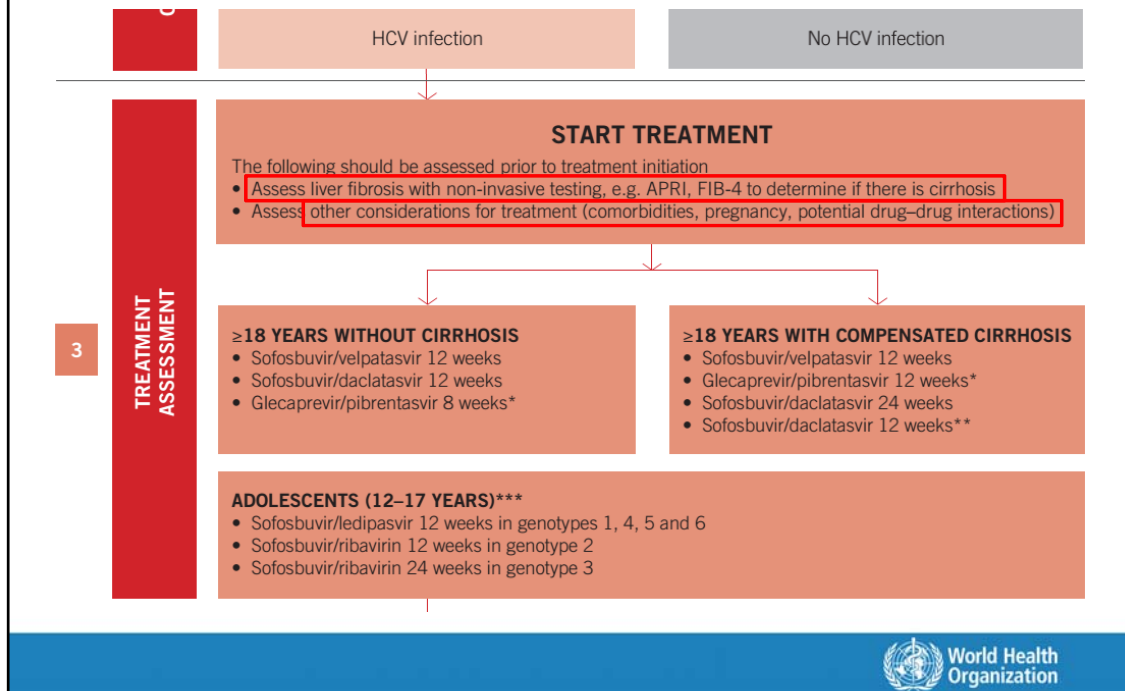 HCV infection
No HCV infection
START TREATMENT
The following should be assessed prior to treatment initiation
• Assess liver fibrosis with non-invasive testing, e.g. APRI, FIB-4 to determine if there is cirrhosis
• Assess other considerations for treatment (comorbidities, pregnancy, potential drug–drug interactions)
3
TREATMENT
ASSESSMENT
≥18 YEARS WITHOUT CIRRHOSIS
• Sofosbuvir/velpatasvir 12 weeks
• Sofosbuvir/daclatasvir 12 weeks
• Glecaprevir/pibrentasvir 8 weeks*
≥18 YEARS WITH COMPENSATED CIRRHOSIS
• Sofosbuvir/velpatasvir 12 weeks
• Glecaprevir/pibrentasvir 12 weeks*
• Sofosbuvir/daclatasvir 24 weeks
• Sofosbuvir/daclatasvir 12 weeks**
ADOLESCENTS (12–17 YEARS)***
• Sofosbuvir/ledipasvir 12 weeks in genotypes 1, 4, 5 and 6
• Sofosbuvir/ribavirin 12 weeks in genotype 2
• Sofosbuvir/ribavirin 24 weeks in genotype 3
World Health
Organization